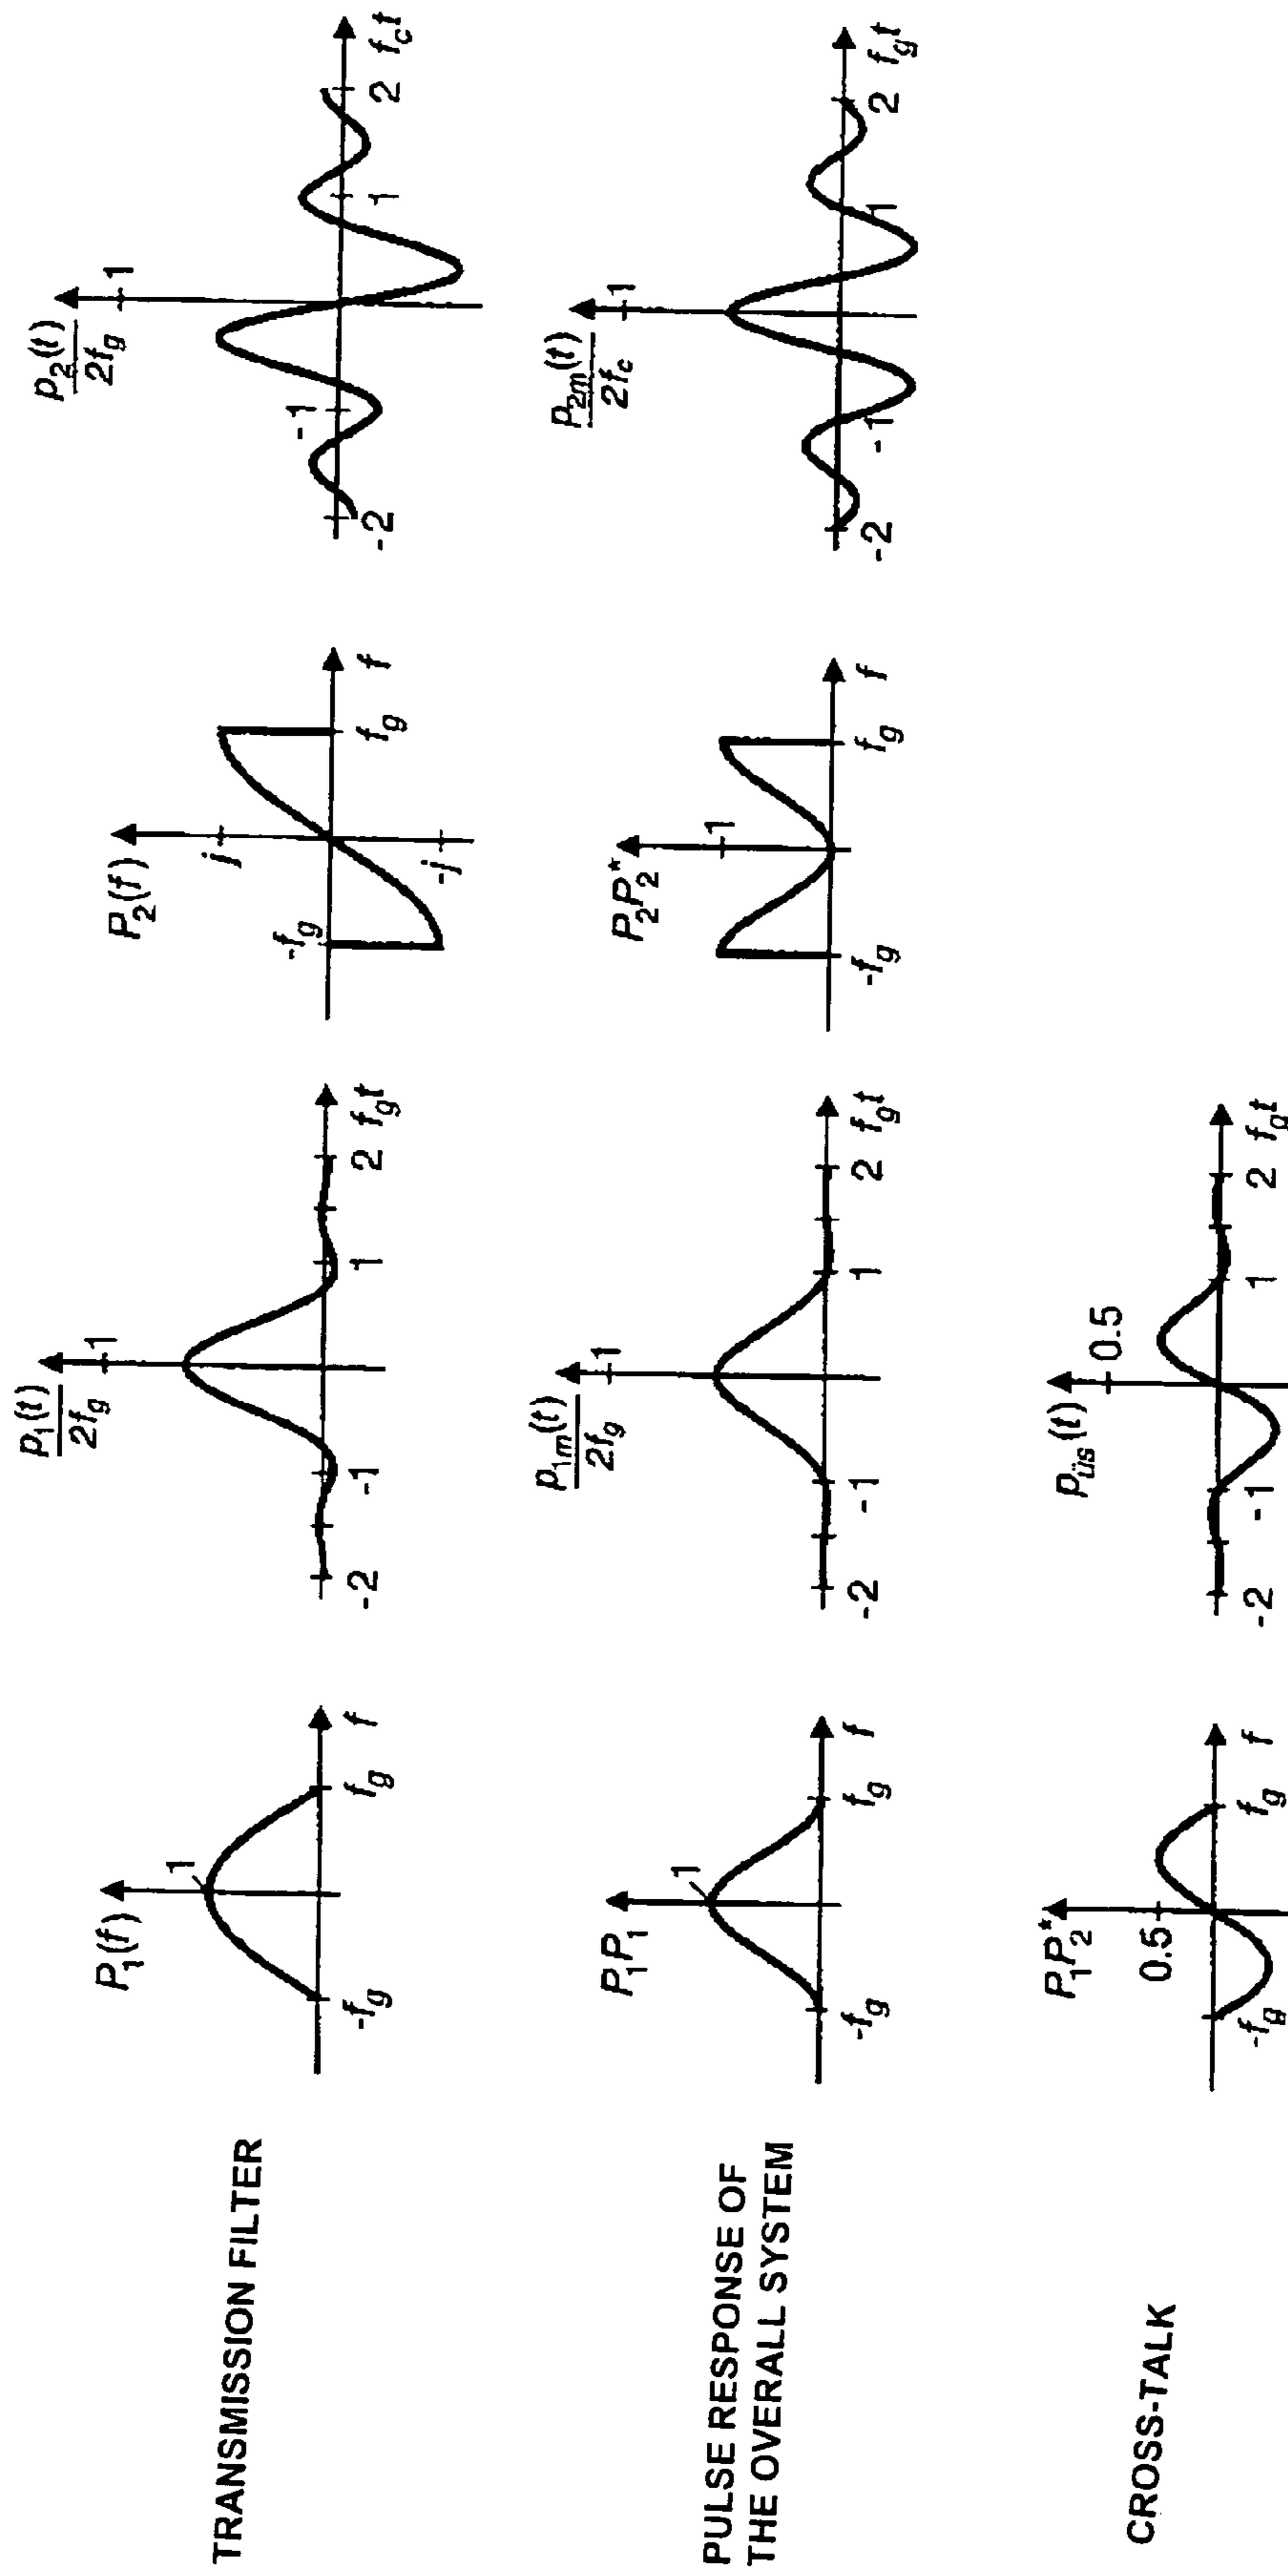 TRANSMISSION FILTER
P1(f)
1
-fg fg f
p1(t)
2fg
1
-2 -1 1 2 fgt
P2(f)
j
-j
-fg fg f
p2(t)
2fg
1
-2 -1 1 2 fct
PULSE RESPONSE OF
THE OVERALL SYSTEM
P1P1
1
-fg fg f
p1m(t)
2fg
1
-2 -1 1 2 fgt
P2P2*
1
-fg fg f
p2m(t)
2fc
1
-2 -1 1 2 fgt
CROSS-TALK
P1P2*
0.5
-fg fg f
püs(t)
0.5
-2 -1 1 2 fgt